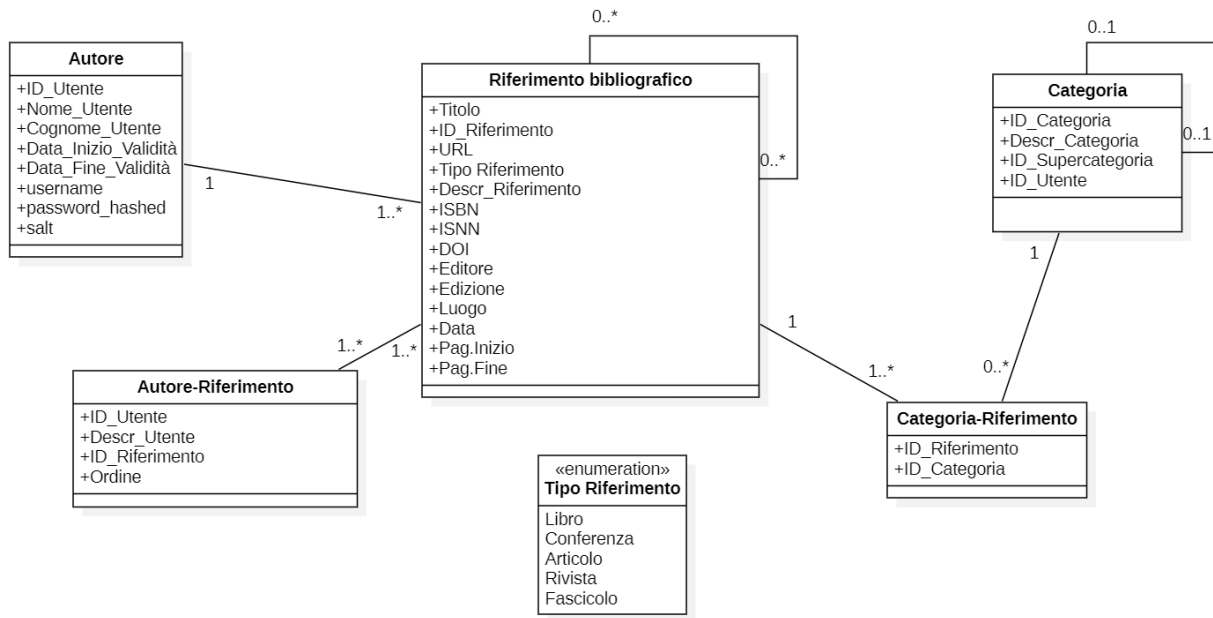 Autore
+ID_Utente
+Nome_Utente
+Cognome_Utente
+Data_Inizio_Validità
+Data_Fine_Validità
+username
+password_hashed
+salt
1
1..*
0..*
0..*
Riferimento bibliografico
+Titolo
+ID_Riferimento
+URL
+Tipo Riferimento
+Descr_Riferimento
+ISBN
+ISNN
+DOI
+Editore
+Edizione
+Luogo
+Data
+Pag.Inizio
+Pag.Fine
0..1
0..1
Categoria
+ID_Categoria
+Descr_Categoria
+ID_Supercategoria
+ID_Utente
1
0..*
1
1..*
1..*
1..*
Autore-Riferimento
+ID_Utente
+Descr_Utente
+ID_Riferimento
+Ordine
Categoria-Riferimento
+ID_Riferimento
+ID_Categoria
«enumeration»
Tipo Riferimento
Libro
Conferenza
Articolo
Rivista
Fascicolo